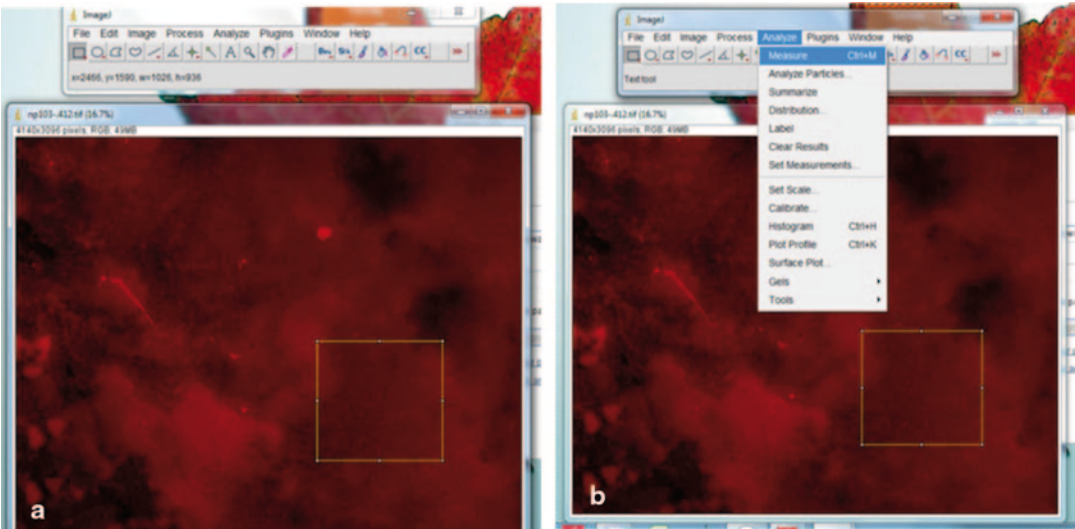 ImageJ
File Edit Image Process Analyze Plugins Window Help
A
x=2466, y=1590, w=1026, h=936
np103-.412.tif (16.7%)
4140x3096 pixels; RGB; 49MB
a
ImageJ
File Edit Image Process Analyze Plugins Window Help
Text tool
Measure Ctrl+M
Analyze Particles...
Summarize
Distribution...
Label
Clear Results
Set Measurements...
Set Scale...
Calibrate...
Histogram Ctrl+H
Plot Profile Ctrl+K
Surface Plot...
Gels
Tools
np103-.412.tif (16.7%)
4140x3096 pixels; RGB; 49MB
b